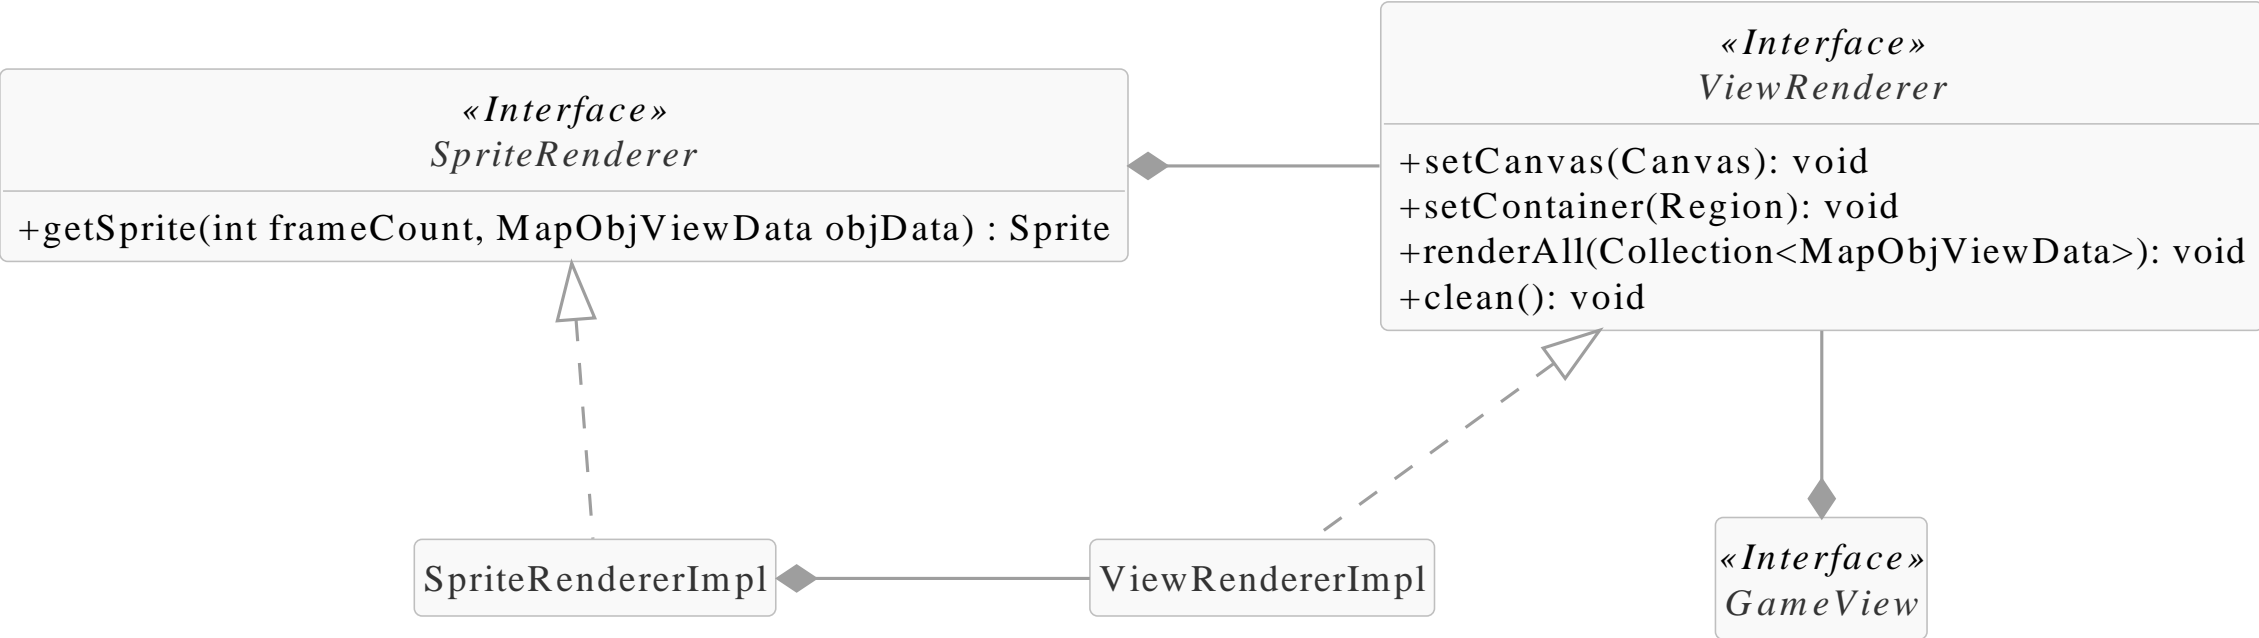 «Interface»
SpriteRenderer
+getSprite(int frameCount, MapObjViewData objData) : Sprite
«Interface»
ViewRenderer
+setCanvas(Canvas): void
+setContainer(Region): void
+renderAll(Collection<MapObjViewData>): void
+clean(): void
SpriteRendererImpl
ViewRendererImpl
«Interface»
GameView